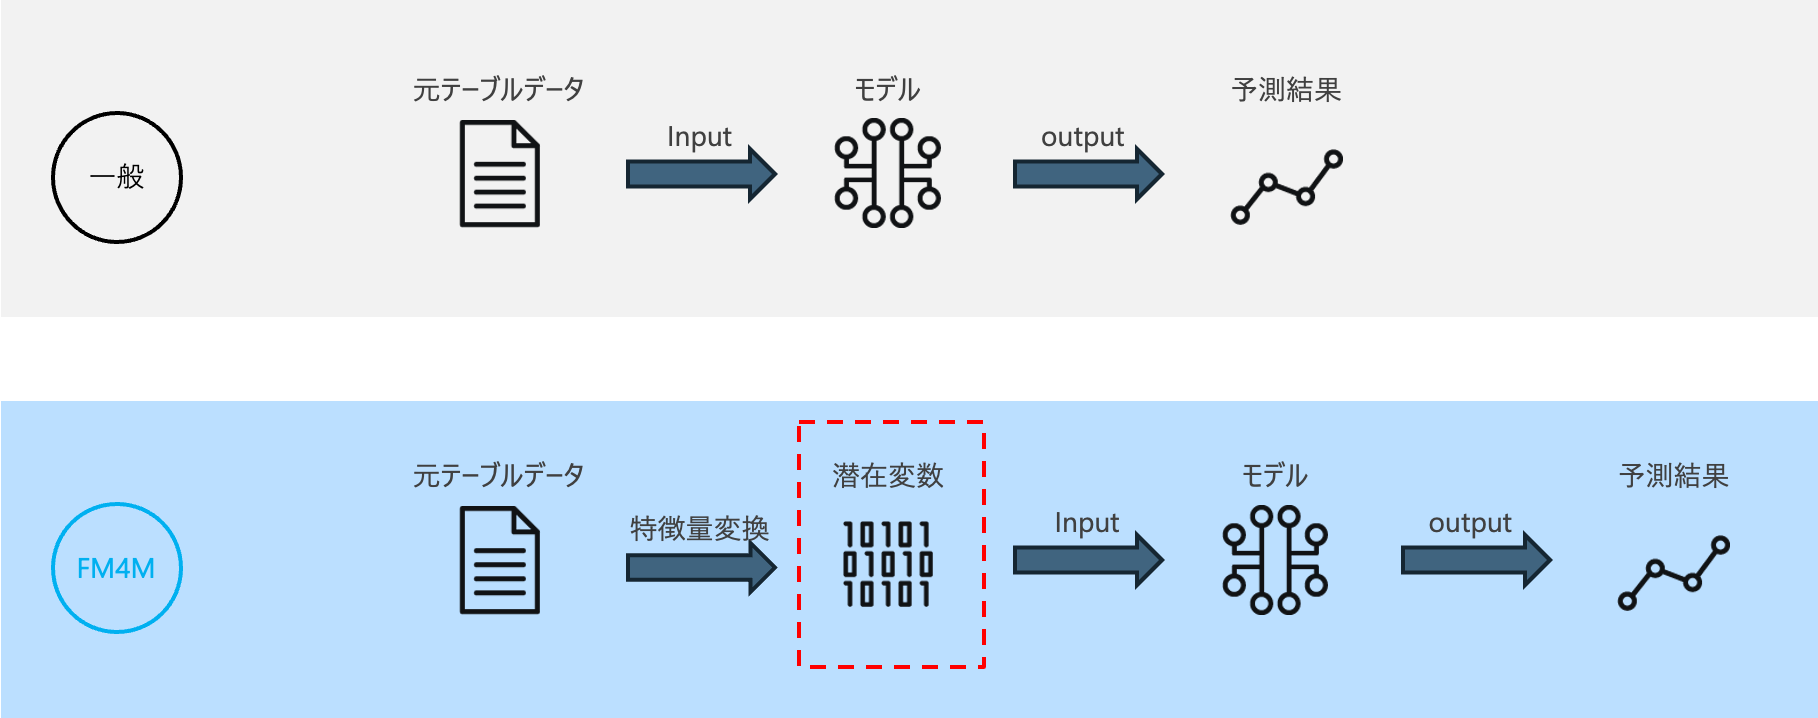 元テーブルデータ
モデル
予測結果
Input
output
一般
元テーブルデータ
潜在変数
モデル
予測結果
特徴量変換
Input
output
10101
01010
10101
FM4M